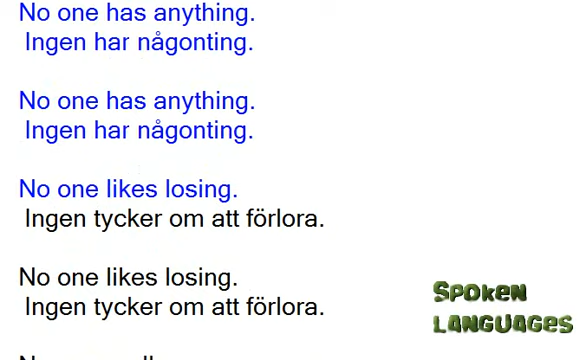 No one has anything.
Ingen har någonting.
No one has anything.
Ingen har någonting.
No one likes losing.
Ingen tycker om att förlora.
No one likes losing.
Ingen tycker om att förlora.
SPOKEN
LANGUAGES